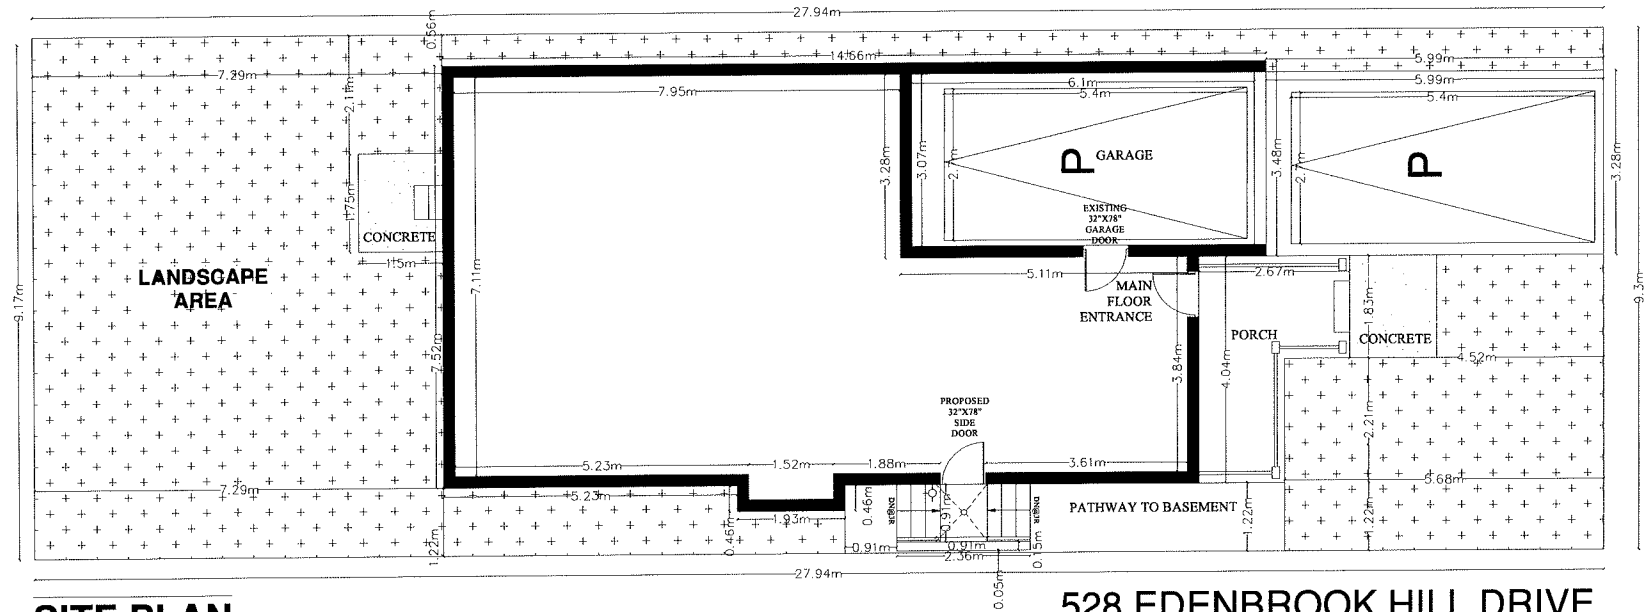 27.94m
0.56m
14.66m
7.29m
2.11m
7.95m
6.1m
5.4m
5.99m
5.99m
5.4m
3.28m
3.07m
2.7m
P GARAGE
3.48m
P
3.28m
1.75m
CONCRETE
1.5m
EXISTING
32"X78"
GARAGE
DOOR
LANDSCAPE
AREA
9.17m
7.11m
5.11m
MAIN
FLOOR
ENTRANCE
2.67m
1.83m
9.3m
PORCH
CONCRETE
4.52m
7.52m
3.84m
4.04m
PROPOSED
32"X78"
SIDE
DOOR
2.21m
5.23m
1.52m
1.88m
3.61m
7.29m
5.23m
5.68m
0.46m
0.91m
PATHWAY TO BASEMENT
1.22m
1.22m
1.93m
0.46m
1.22m
0.91m
0.91m
2.36m
0.15m
27.94m
0.05m
SITE PLAN
528 EDENBROOK HILL DRIVE